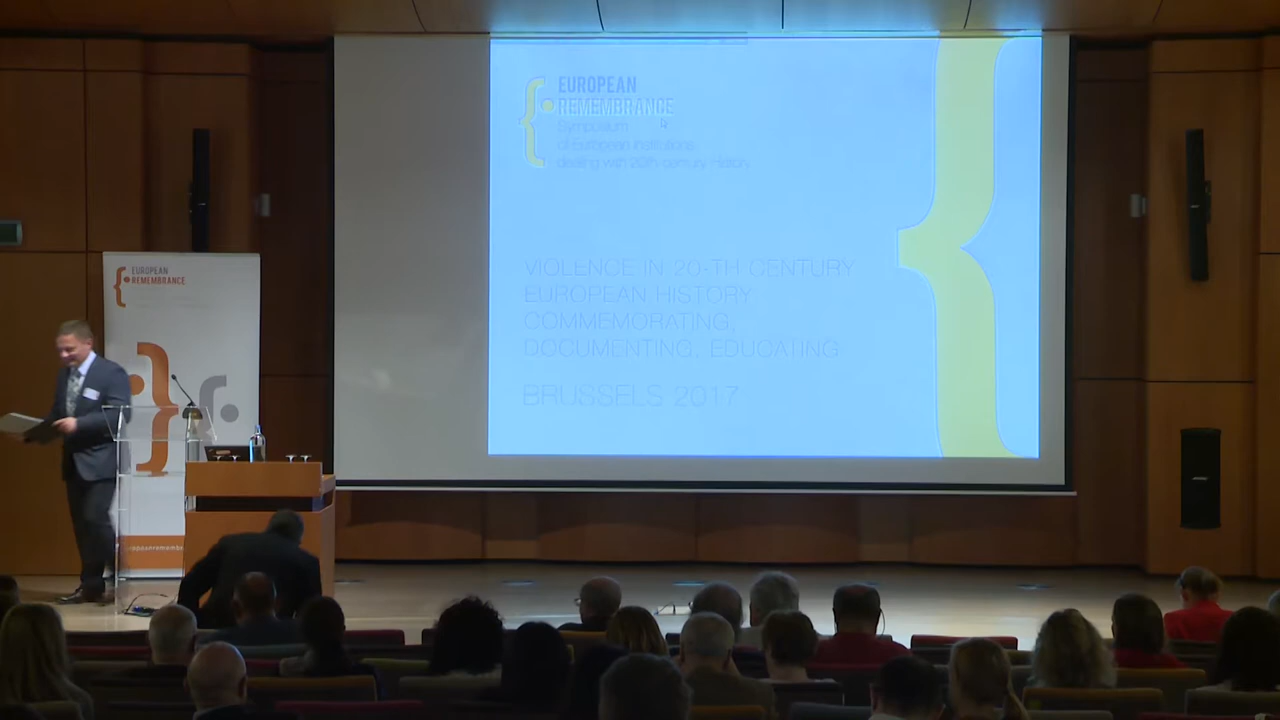 EUROPEAN
REMEMBRANCE
Symposium
of European Institutions
dealing with 20th century History
VIOLENCE IN 20-TH CENTURY
EUROPEAN HISTORY
COMMEMORATING,
DOCUMENTING, EDUCATING
BRUSSELS 2017
EUROPEAN
REMEMBRANCE